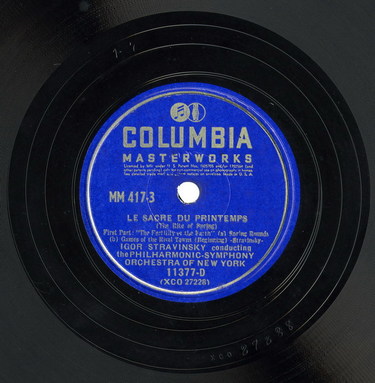 COLUMBIA
MASTERWORKS
MM 417-3
LE SACRE DU PRINTEMPS
(The Rite of Spring)
First Part: "The Fertility of the Earth" (a) Spring Rounds
(b) Games of the Rival Towns (Beginning) -Stravinsky-
IGOR STRAVINSKY conducting
the PHILHARMONIC-SYMPHONY
ORCHESTRA OF NEW YORK
11377-D
(XCO 27226)